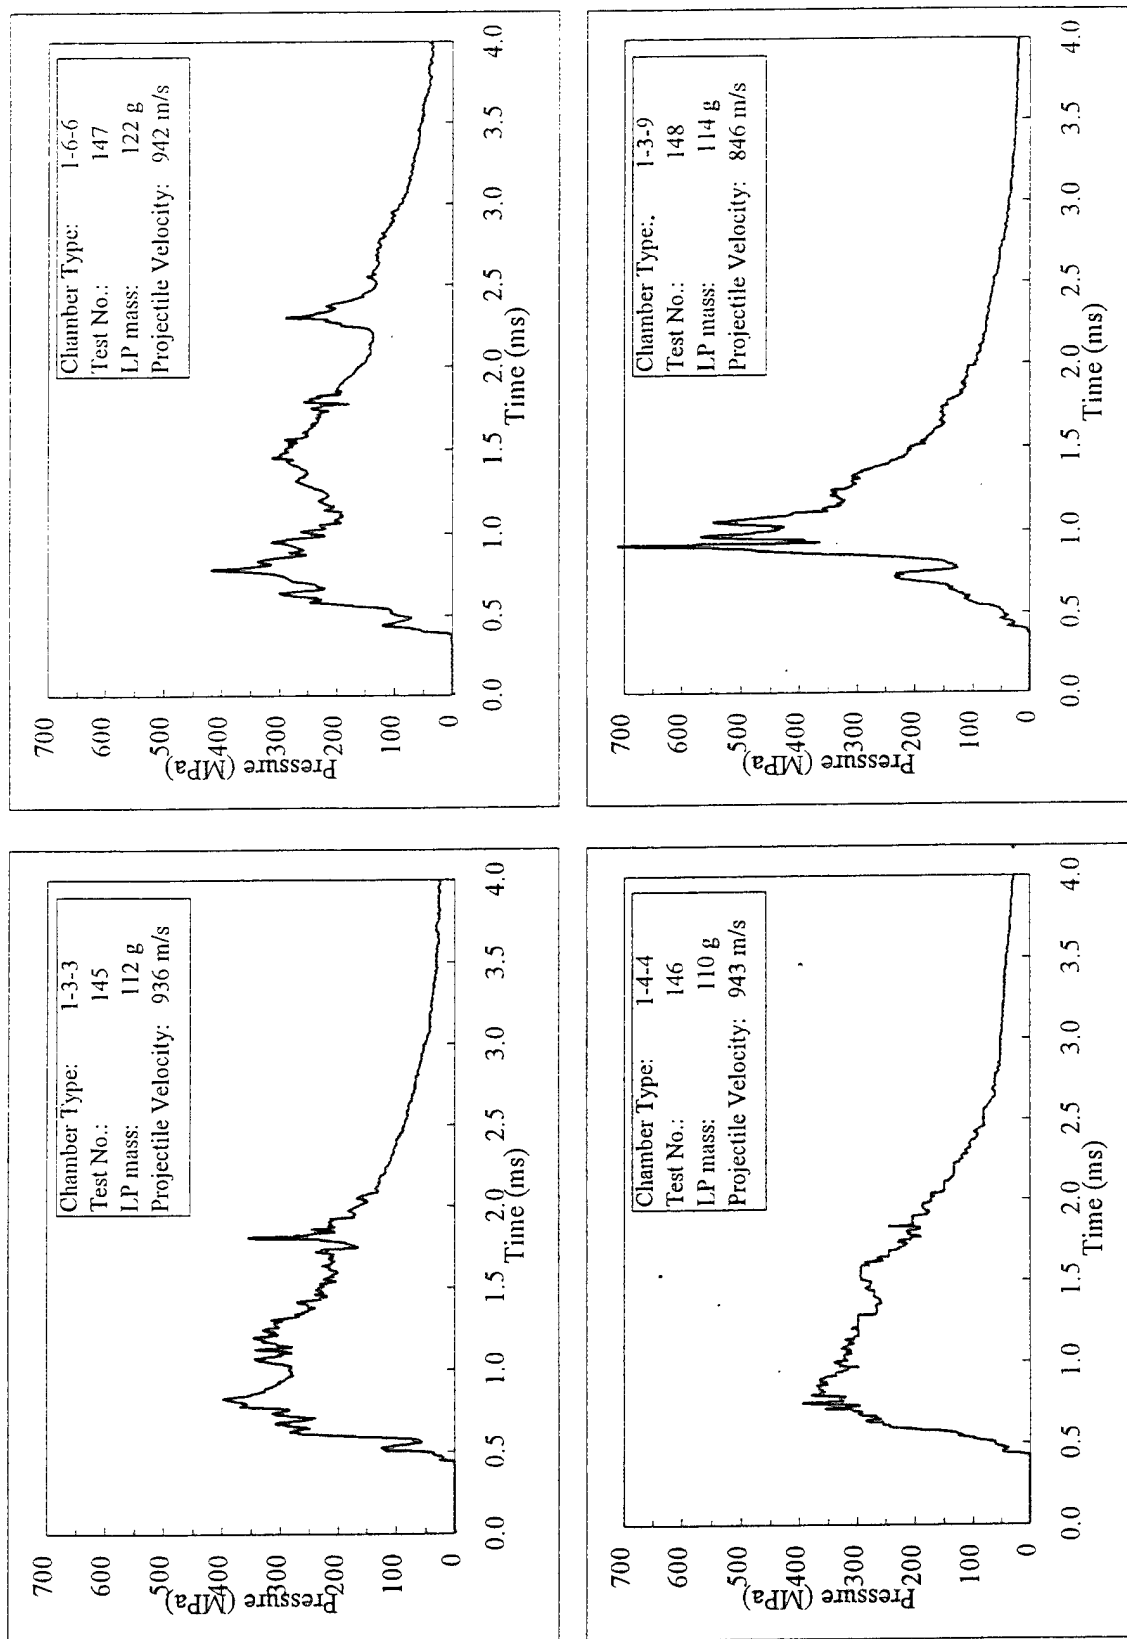 Chamber Type: 1-3-3
Test No.: 145
LP mass: 112 g
Projectile Velocity: 936 m/s
700
600
500
400
300
200
100
0
Pressure (MPa)
0.0 0.5 1.0 1.5 2.0 2.5 3.0 3.5 4.0
Time (ms)
Chamber Type: 1-6-6
Test No.: 147
LP mass: 122 g
Projectile Velocity: 942 m/s
700
600
500
400
300
200
100
0
Pressure (MPa)
0.0 0.5 1.0 1.5 2.0 2.5 3.0 3.5 4.0
Time (ms)
Chamber Type: 1-4-4
Test No.: 146
LP mass: 110 g
Projectile Velocity: 943 m/s
700
600
500
400
300
200
100
0
Pressure (MPa)
0.0 0.5 1.0 1.5 2.0 2.5 3.0 3.5 4.0
Time (ms)
Chamber Type:. 1-3-9
Test No.: 148
LP mass: 114 g
Projectile Velocity: 846 m/s
700
600
500
400
300
200
100
0
Pressure (MPa)
0.0 0.5 1.0 1.5 2.0 2.5 3.0 3.5 4.0
Time (ms)